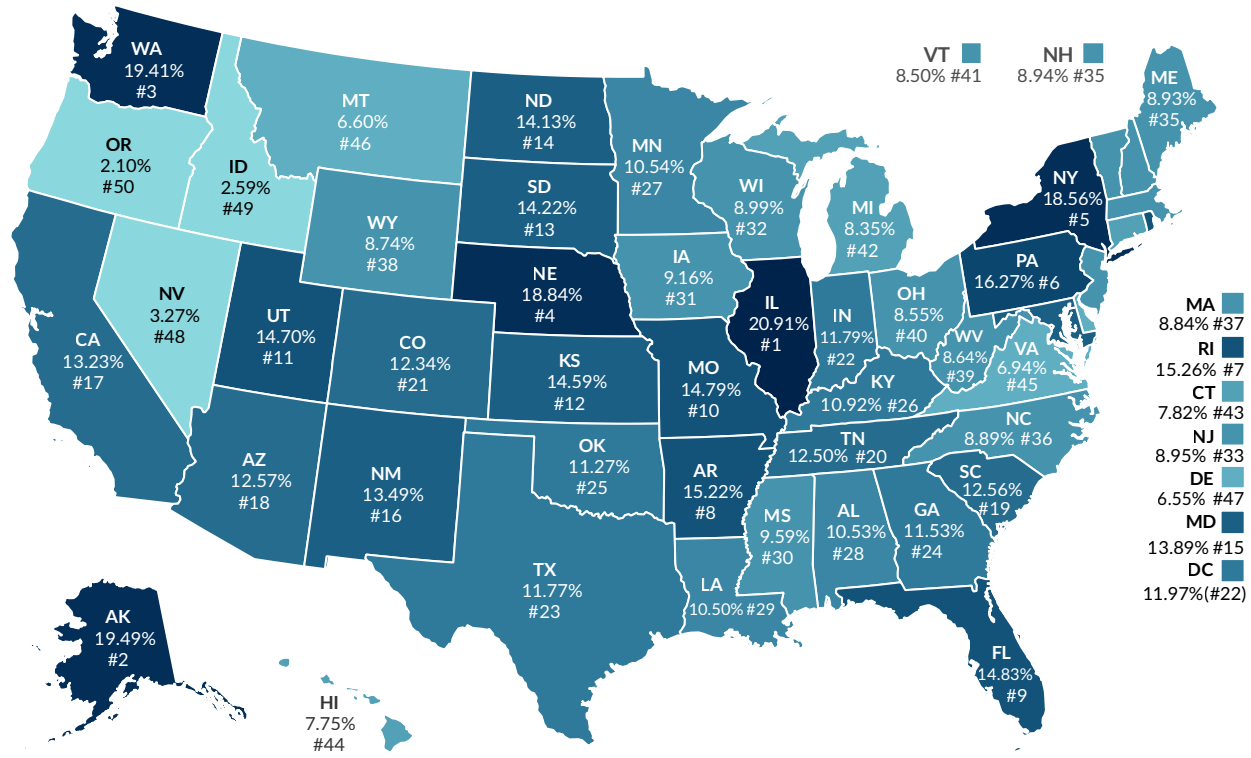 WA
19.41%
#3
OR
2.10%
#50
ID
2.59%
#49
MT
6.60%
#46
ND
14.13%
#14
MN
10.54%
#27
VT
8.50% #41
NH
8.94% #35
ME
8.93%
#35
SD
14.22%
#13
WY
8.74%
#38
WI
8.99%
#32
MI
8.35%
#42
NY
18.56%
#5
NV
3.27%
#48
CA
13.23%
#17
UT
14.70%
#11
CO
12.34%
#21
NE
18.84%
#4
IA
9.16%
#31
IL
20.91%
#1
IN
11.79%
#22
OH
8.55%
#40
PA
16.27% #6
WV
8.64%
#39
VA
6.94%
#45
KS
14.59%
#12
MO
14.79%
#10
KY
10.92% #26
AZ
12.57%
#18
NM
13.49%
#16
OK
11.27%
#25
AR
15.22%
#8
TN
12.50% #20
NC
8.89% #36
SC
12.56%
#19
TX
11.77%
#23
LA
10.50% #29
MS
9.59%
#30
AL
10.53%
#28
GA
11.53%
#24
FL
14.83%
#9
AK
19.49%
#2
HI
7.75%
#44
MA
8.84% #37
RI
15.26% #7
CT
7.82% #43
NJ
8.95% #33
DE
6.55% #47
MD
13.89% #15
DC
11.97%(#22)